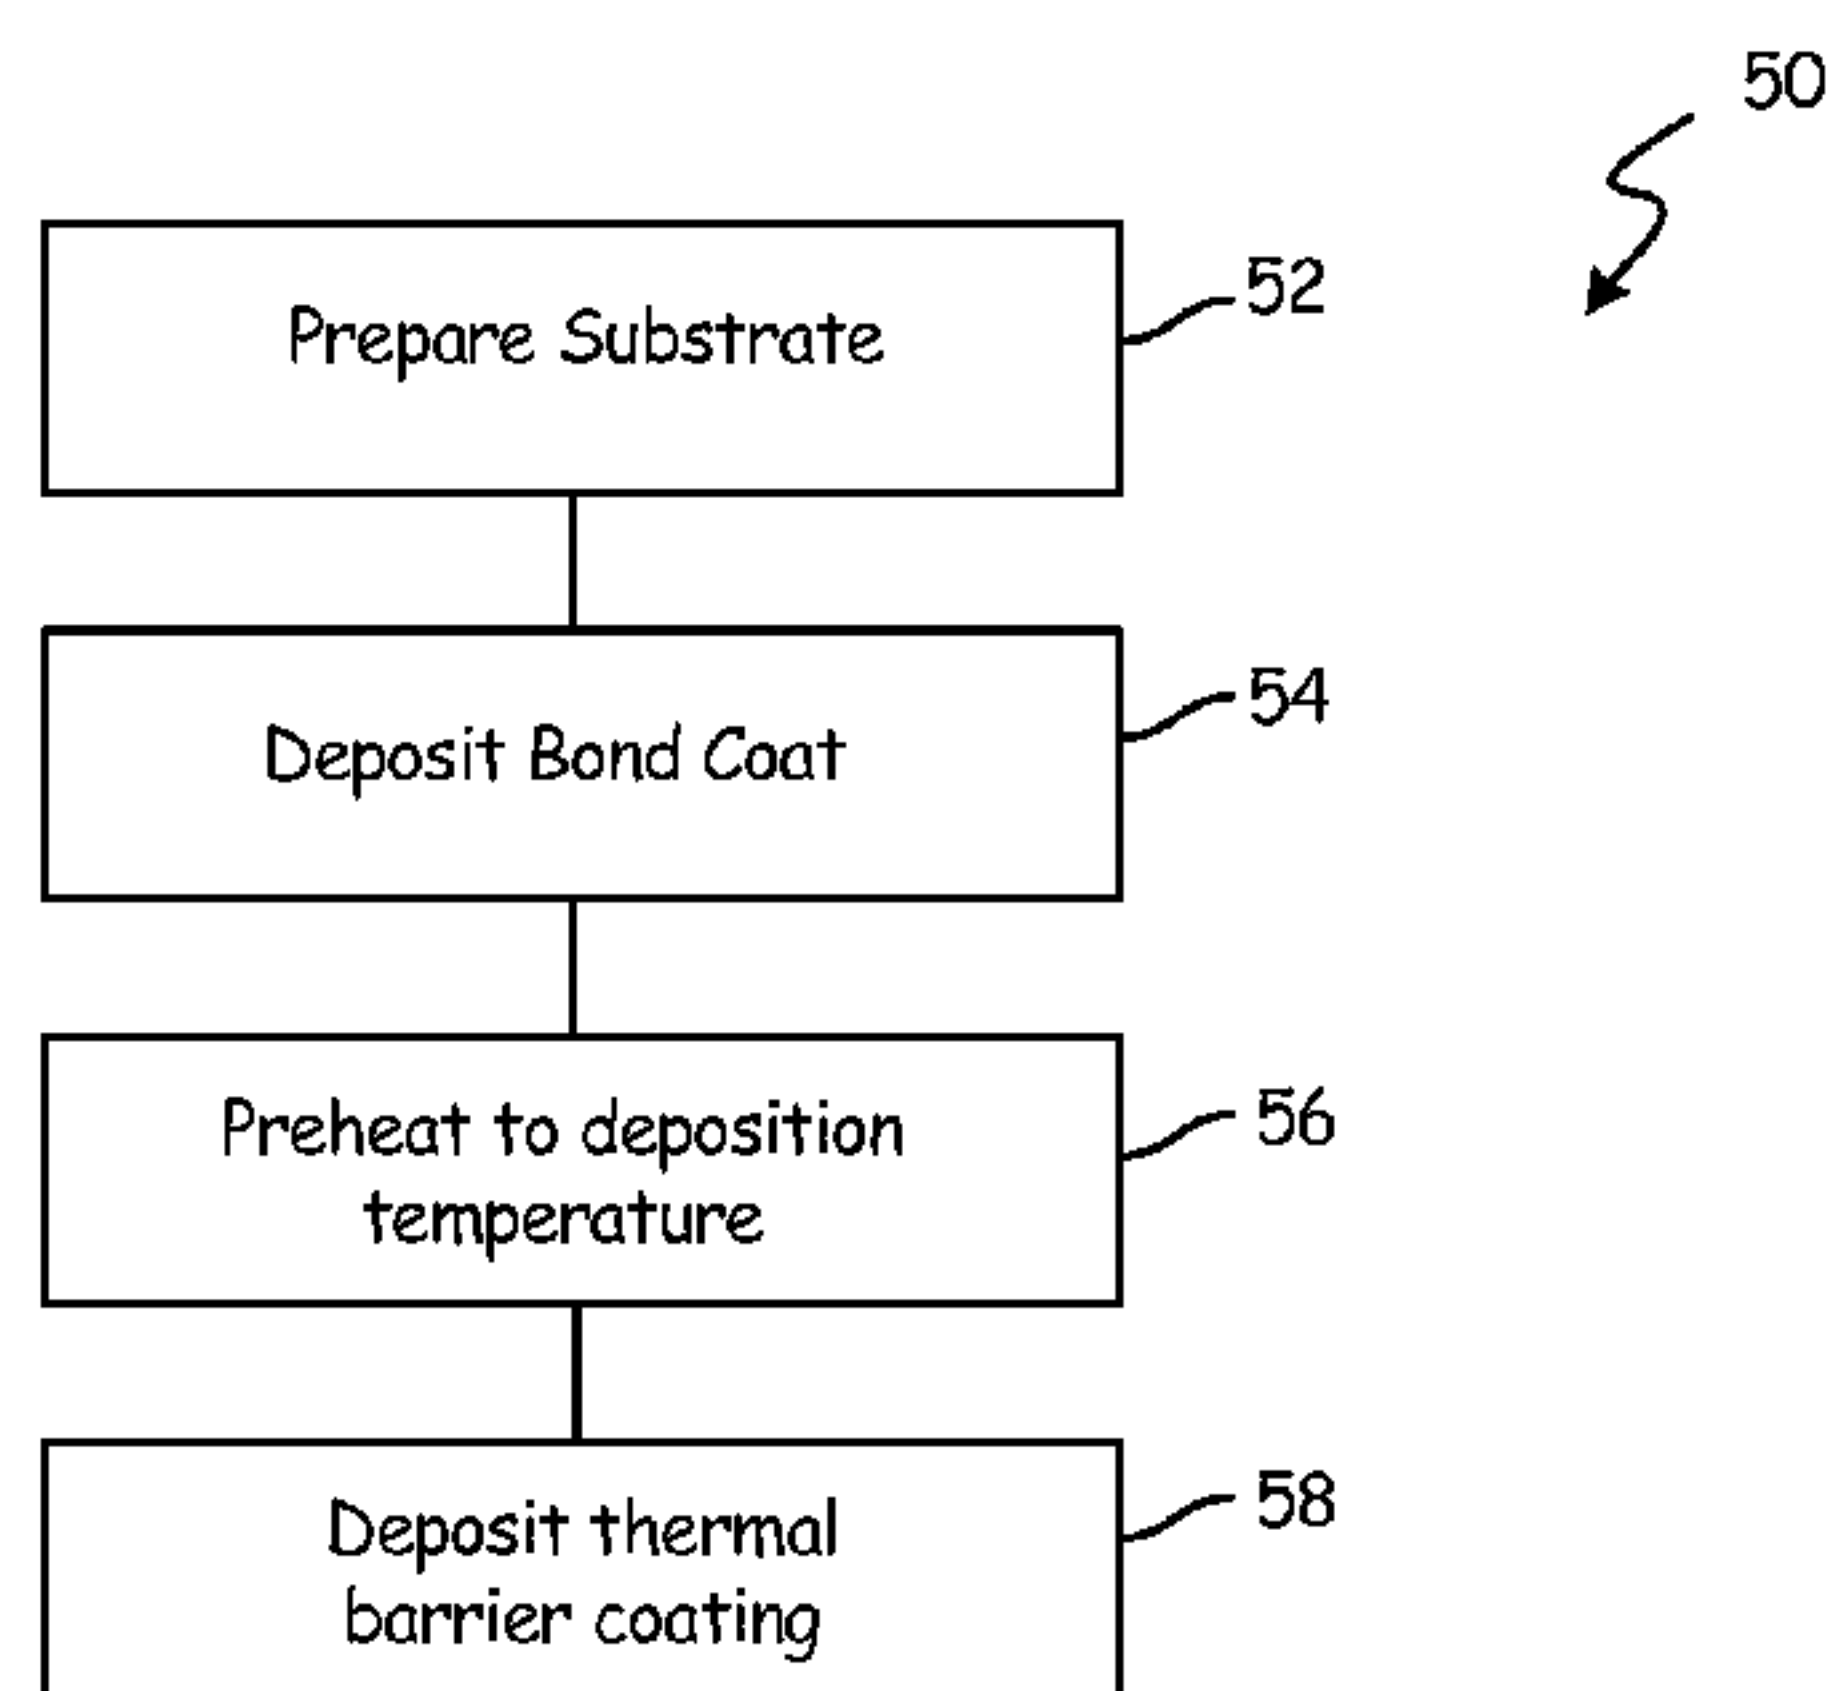 50
Prepare Substrate
52
Deposit Bond Coat
54
Preheat to deposition
temperature
56
Deposit thermal
barrier coating
58